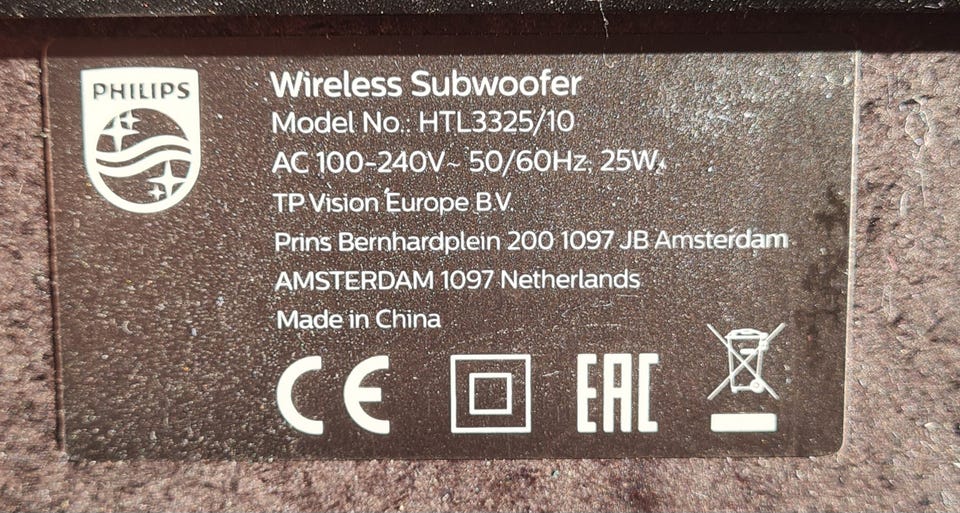 PHILIPS
Wireless Subwoofer
Model No.: HTL3325/10
AC 100-240V~ 50/60Hz, 25W
TP Vision Europe B.V.
Prins Bernhardplein 200 1097 JB Amsterdam
AMSTERDAM 1097 Netherlands
Made in China
CE EAC